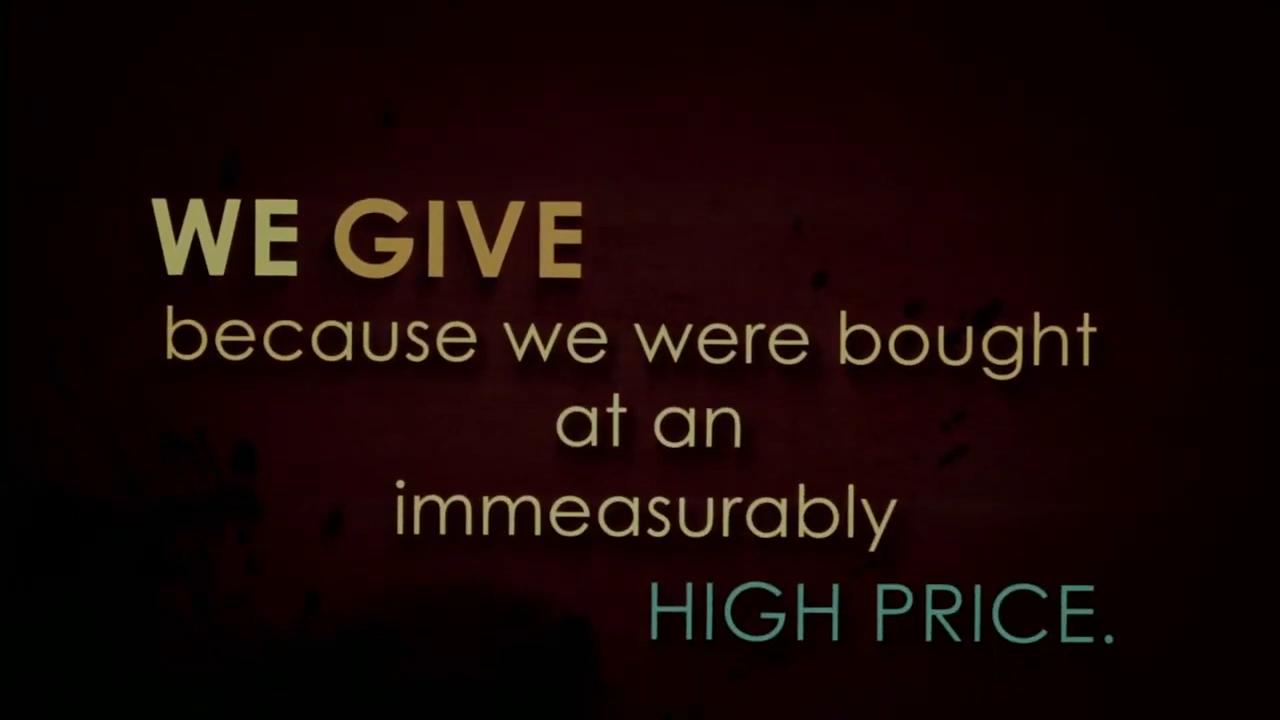 WE GIVE
because we were bought
at an
immeasurably
HIGH PRICE.